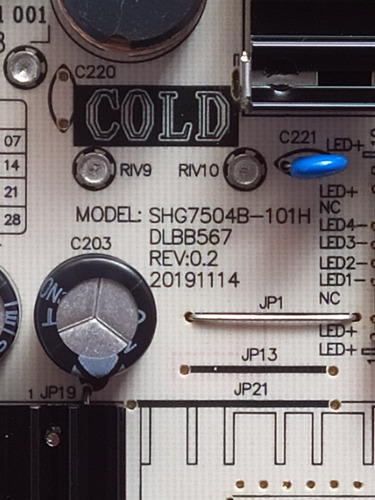 001
C220
COLD
C221
LED+
07
14
21
28
RIV9
RIV10
LED+
NC
LED4-
LED3-
LED2-
LED1-
NC
LED+
LED+
MODEL: SHG7504B-101H
DLBB567
REV:0.2
20191114
C203
JP1
JP13
1 JP19
JP21